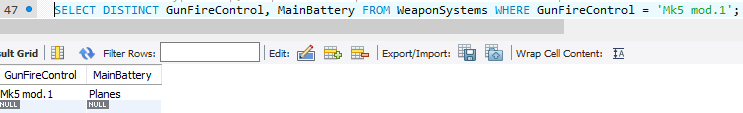 47 SELECT DISTINCT GunFireControl, MainBattery FROM WeaponSystems WHERE GunFireControl = 'Mk5 mod.1';
sult Grid Filter Rows: Edit: Export/Import: Wrap Cell Content: IA
GunFireControl MainBattery
Mk5 mod.1 Planes
NULL NULL